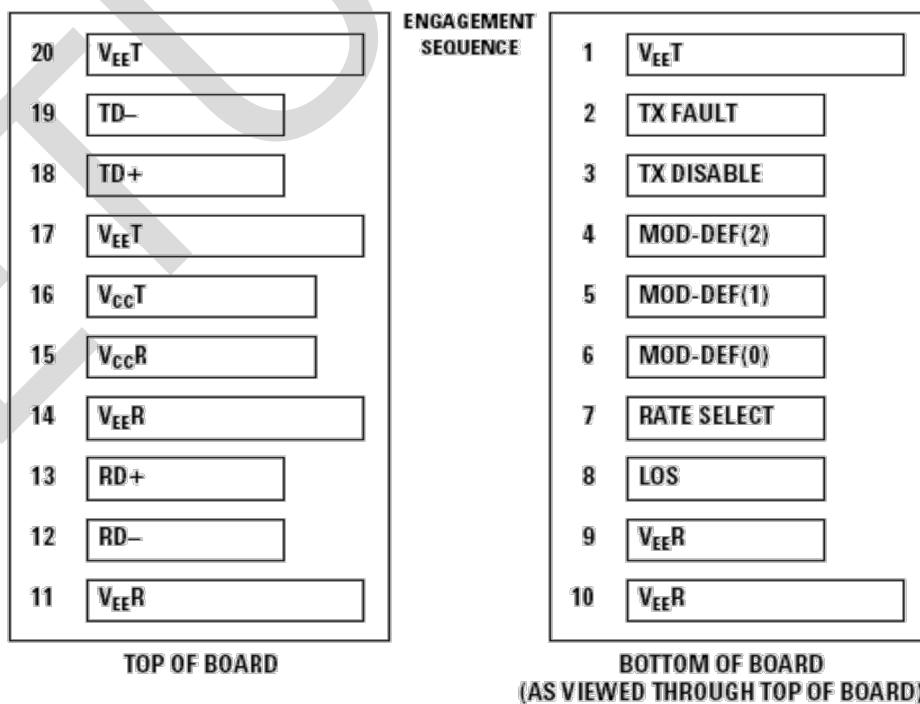 ENGAGEMENT
SEQUENCE
20 VEET
19 TD–
18 TD+
17 VEET
16 VCCT
15 VCCR
14 VEER
13 RD+
12 RD–
11 VEER
TOP OF BOARD
1 VEET
2 TX FAULT
3 TX DISABLE
4 MOD-DEF(2)
5 MOD-DEF(1)
6 MOD-DEF(0)
7 RATE SELECT
8 LOS
9 VEER
10 VEER
BOTTOM OF BOARD
(AS VIEWED THROUGH TOP OF BOARD)